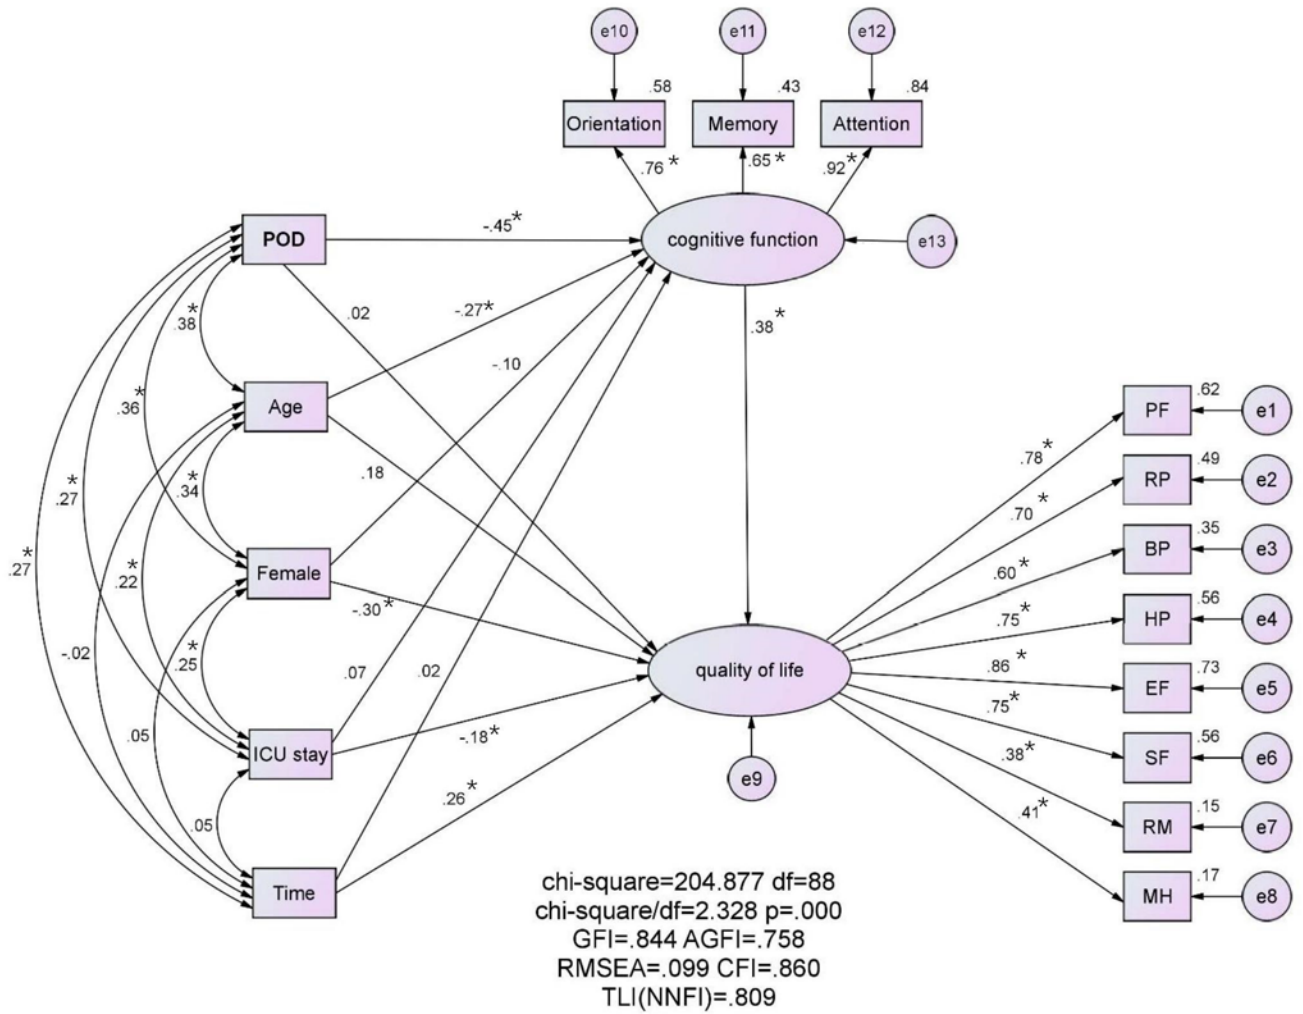 e10 e11 e12
.58 .43 .84
Orientation Memory Attention
.76* .65* .92*
POD -.45* cognitive function e13
.38* .02 -.27* .38*
-.10
Age .36* .62
PF e1
.78*
.27* .34* .18 .49
RP e2
.70*
.35
BP e3
.27* .22* Female .60*
-.30* .56
.75* HP e4
-.02 .25* .07 .02 quality of life .86* .73
EF e5
.75*
.05 ICU stay -.18* .56
.38* SF e6
e9
.26* .41* .15
.05 RM e7
.17
Time MH e8
chi-square=204.877 df=88
chi-square/df=2.328 p=.000
GFI=.844 AGFI=.758
RMSEA=.099 CFI=.860
TLI(NNFI)=.809